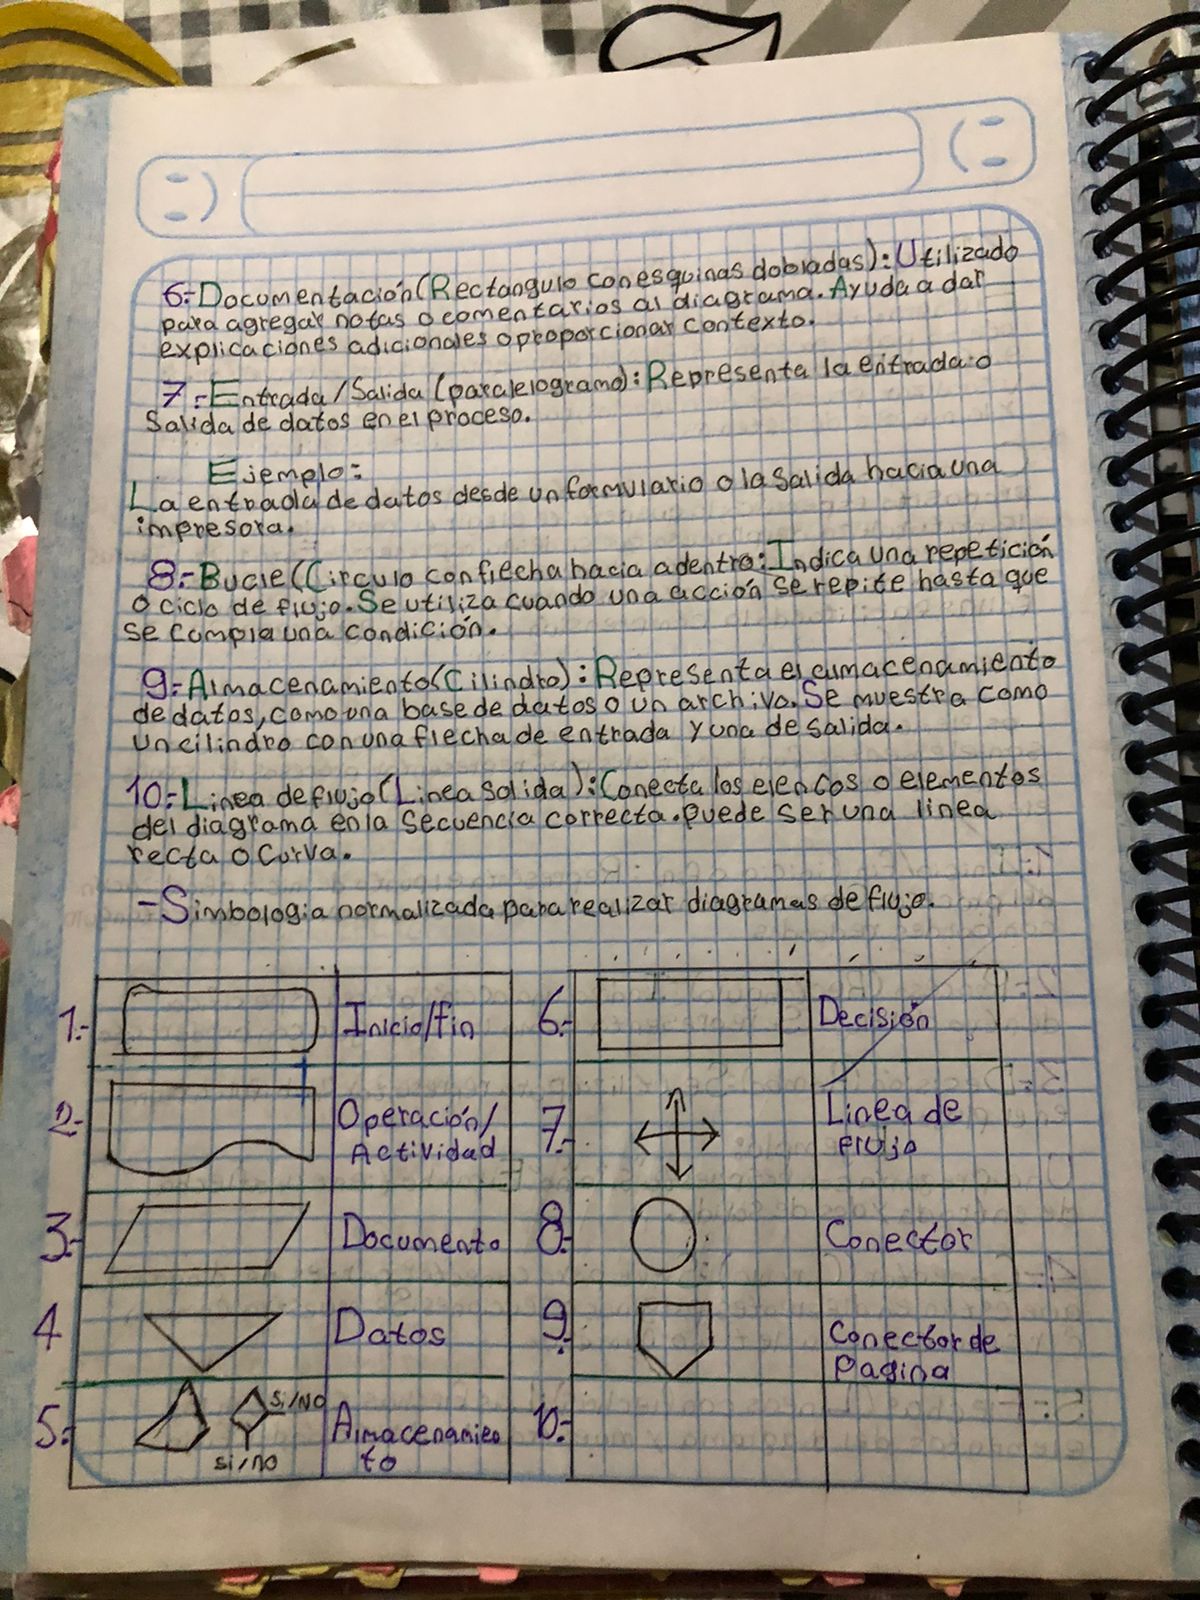 6.- Documentación (Rectangulo con esquinas dobladas): Utilizado
para agregar notas o comentarios al diagrama. Ayuda a dar
explicaciones adicionales o proporcionar contexto.
7.- Entrada/Salida (paralelogramo): Representa la entrada o
Salida de datos en el proceso.
Ejemplo:
La entrada de datos desde un formulario o la salida hacia una
impresora.
8.- Bucle (Circulo con flecha hacia adentro: Indica una repetición
o ciclo de flujo. Se utiliza cuando una acción se repite hasta que
se cumpla una condición.
9.- Almacenamiento (Cilindro): Representa el almacenamiento
de datos, como una base de datos o un archivo. Se muestra como
un cilindro con una flecha de entrada y una de salida.
10.- Linea de flujo (Linea solida): Conecta los elencos o elementos
del diagrama en la secuencia correcta. puede ser una linea
recta o curva.
- Simbologia normalizada para realizar diagramas de flujo.
1.- Inicio/fin
2.- Operación/
Actividad
3.- Documento
4 Datos
5.- Si/NO
si/no
Almacenamien
to
6.- Decisión
7.- Linea de
flujo
8.- Conector
9. Conector de
Pagina
10.-